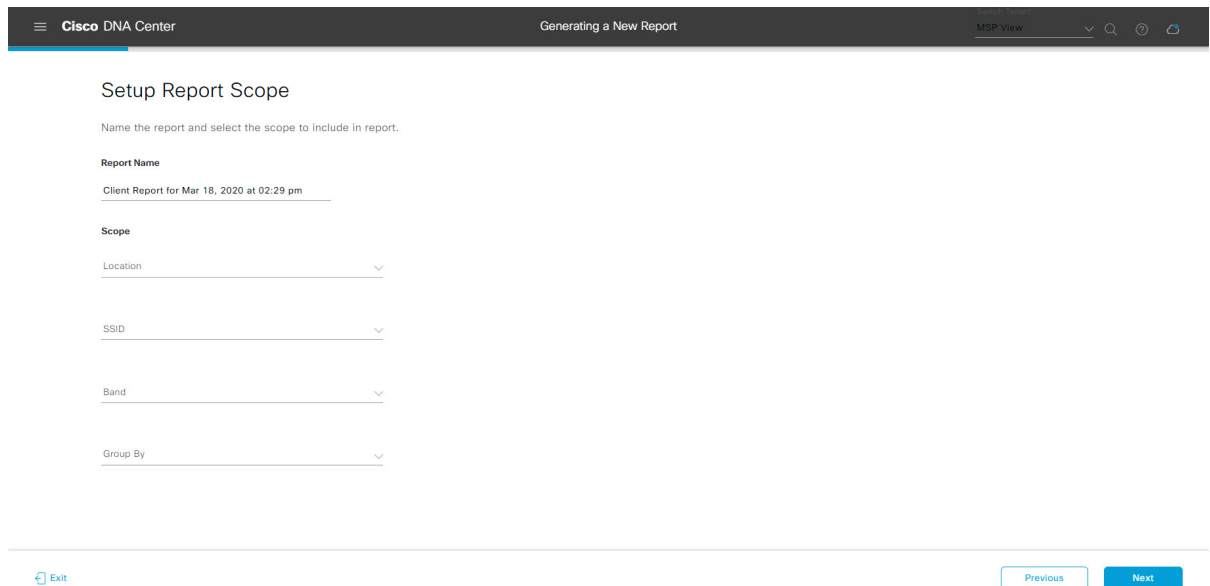 Cisco DNA Center
Generating a New Report
Select Tenant
MSP View
Setup Report Scope
Name the report and select the scope to include in report.
Report Name
Client Report for Mar 18, 2020 at 02:29 pm
Scope
Location
SSID
Band
Group By
Exit
Previous
Next